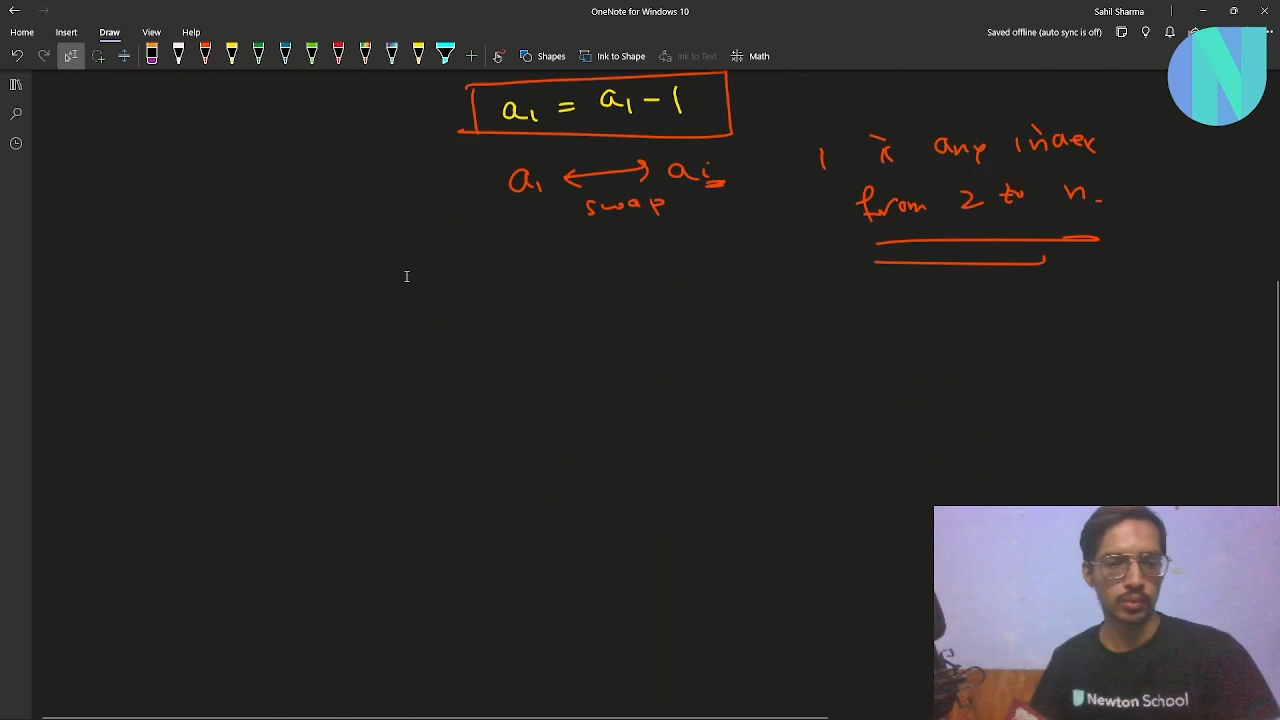 OneNote for Windows 10
Sahil Sharma
Home Insert Draw View Help
Saved offline (auto sync is off)
Shapes Ink to Shape Ink to Text Math
a1 = a1 - 1
a1 ⟷ ai
swap
i is any index
from 2 to n.
Newton School